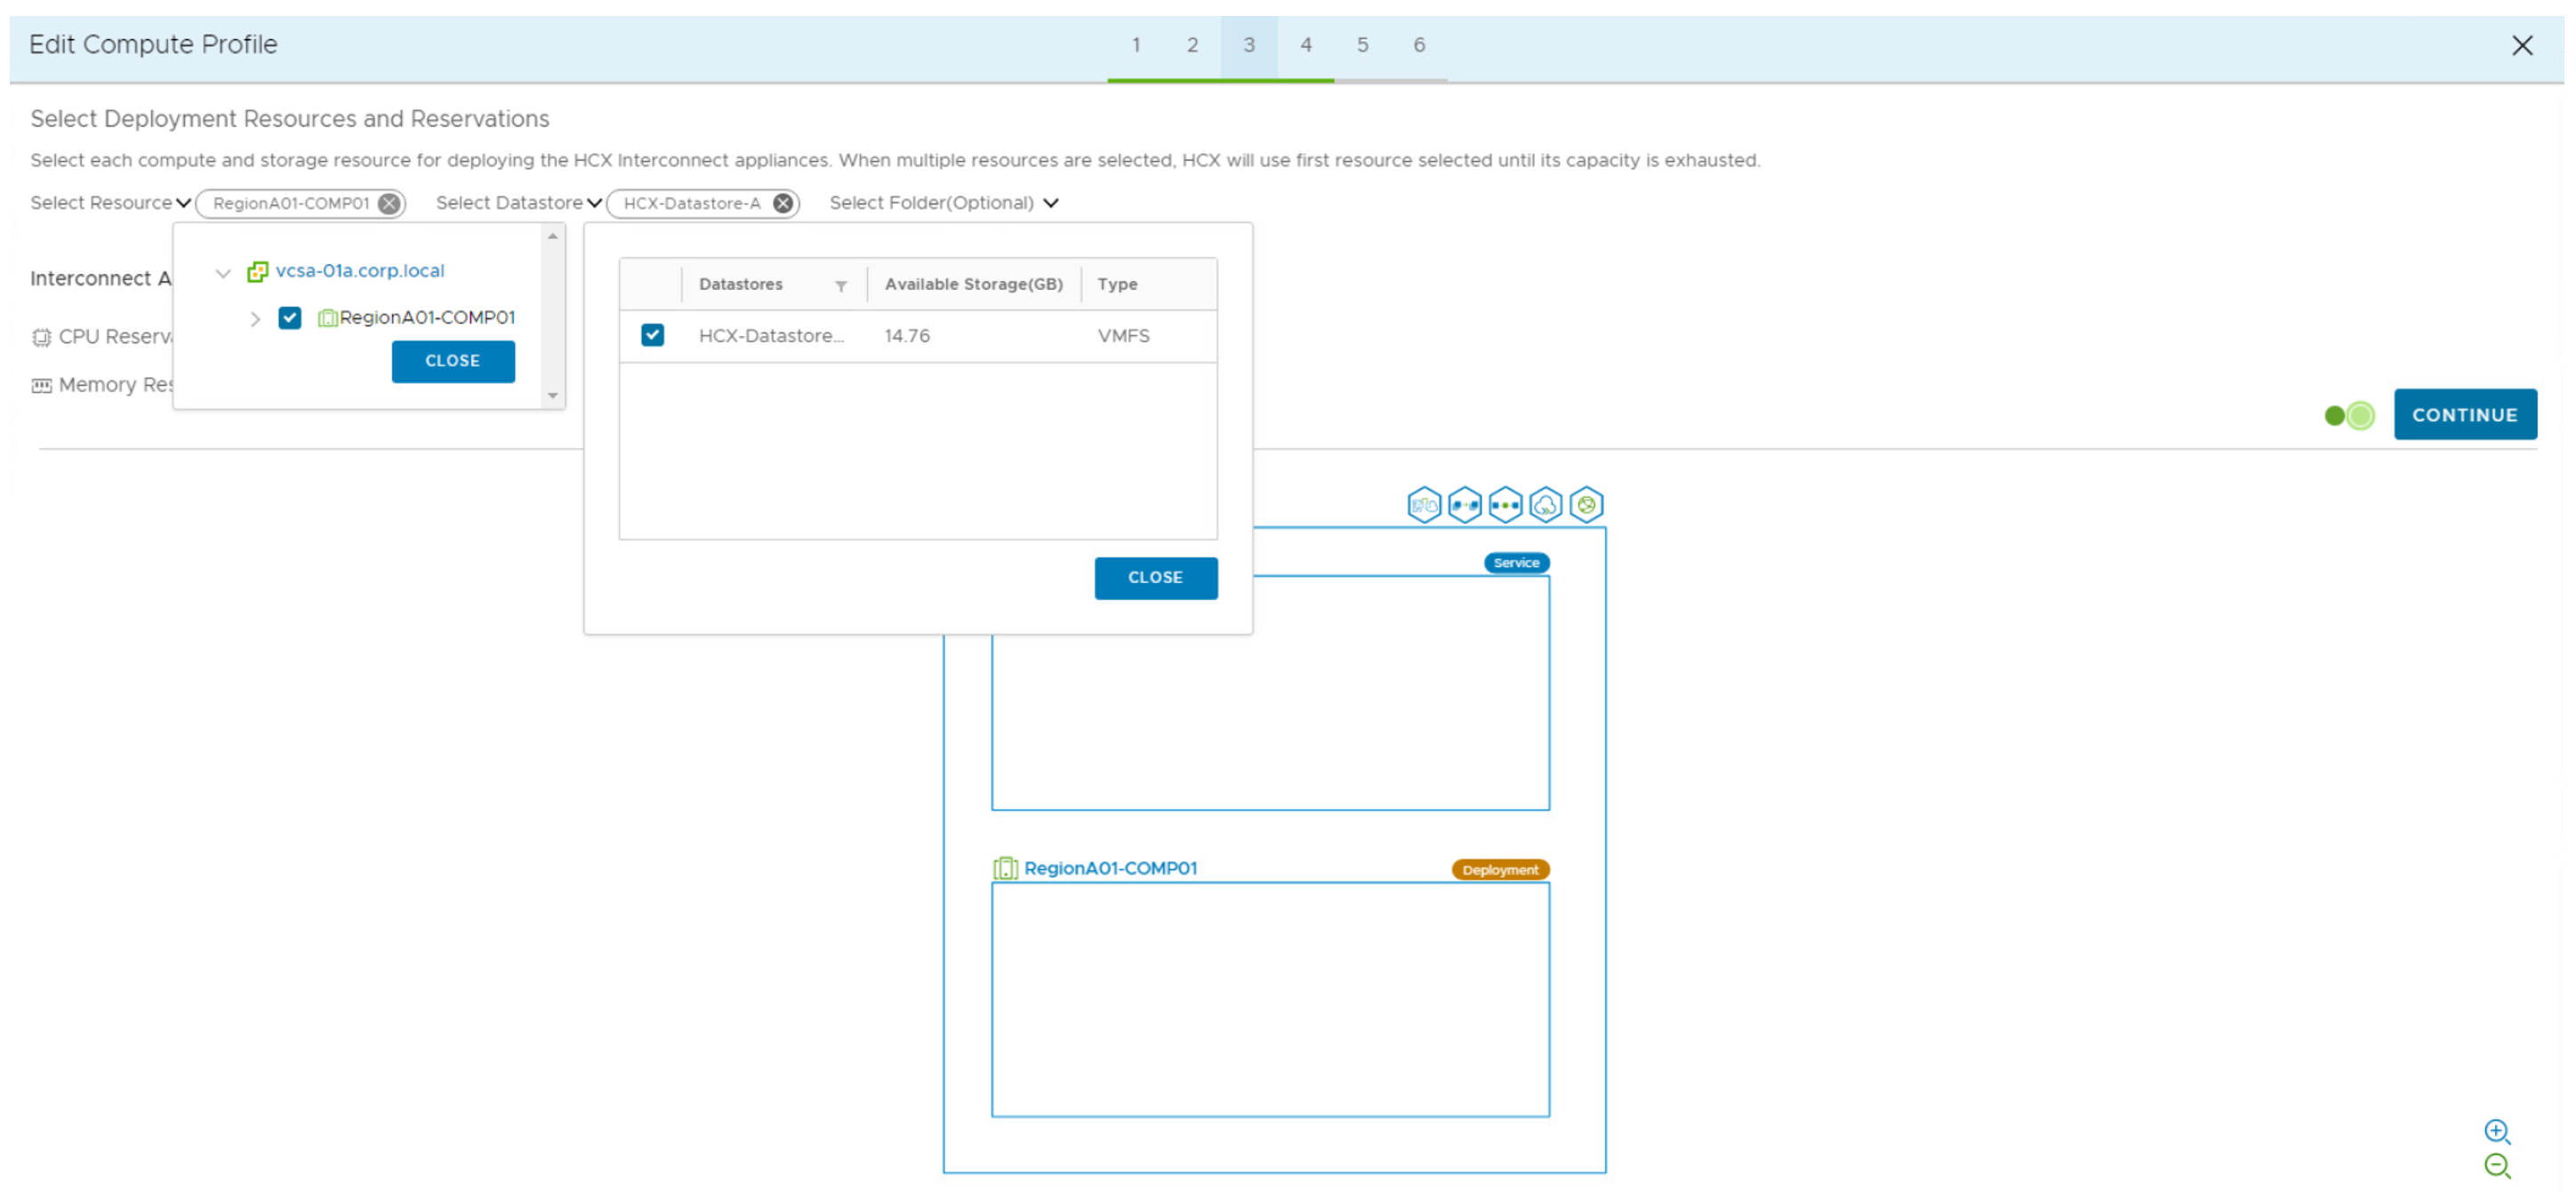 Edit Compute Profile
1 2 3 4 5 6
Select Deployment Resources and Reservations
Select each compute and storage resource for deploying the HCX Interconnect appliances. When multiple resources are selected, HCX will use first resource selected until its capacity is exhausted.
Select Resource RegionA01-COMP01 Select Datastore HCX-Datastore-A Select Folder(Optional)
Interconnect A
CPU Reserv
Memory Res
vcsa-01a.corp.local
RegionA01-COMP01
CLOSE
Datastores Available Storage(GB) Type
HCX-Datastore... 14.76 VMFS
CLOSE
CONTINUE
Service
RegionA01-COMP01 Deployment